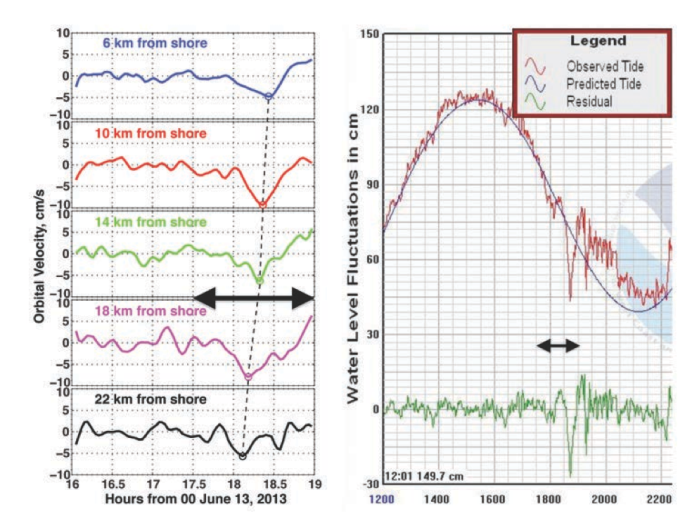 Orbital Velocity, cm/s
6 km from shore
10
5
0
−5
−10
10 km from shore
10
5
0
−5
−10
14 km from shore
10
5
0
−5
−10
18 km from shore
10
5
0
−5
−10
22 km from shore
10
5
0
−5
−10
16 16.5 17 17.5 18 18.5 19
Hours from 00 June 13, 2013
Water Level Fluctuations in cm
150
120
90
60
30
0
-30
Legend
Observed Tide
Predicted Tide
Residual
12:01 149.7 cm
1200 1400 1600 1800 2000 2200